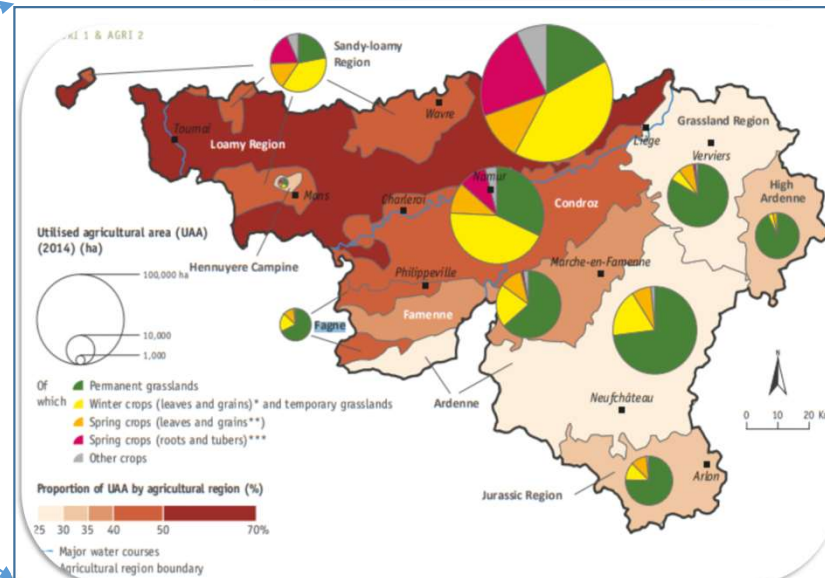 AGRI 1 & AGRI 2
Sandy-loamy
Region
Wavre
Tournai
Loamy Region
Liège
Grassland Region
Verviers
High
Ardenne
Mons
Charleroi
Namur
Condroz
Utilised agricultural area (UAA)
(2014) (ha)
100,000 ha
10,000
1,000
Hennuyere Campine
Philippeville
Marche-en-Famenne
Fagne
Famenne
Ardenne
Neufchâteau
N
0 10 20
Of
which
Permanent grasslands
Winter crops (leaves and grains)* and temporary grasslands
Spring crops (leaves and grains**)
Spring crops (roots and tubers)***
Other crops
Jurassic Region
Arlon
Proportion of UAA by agricultural region (%)
25 30 35 40 50 70%
Major water courses
Agricultural region boundary